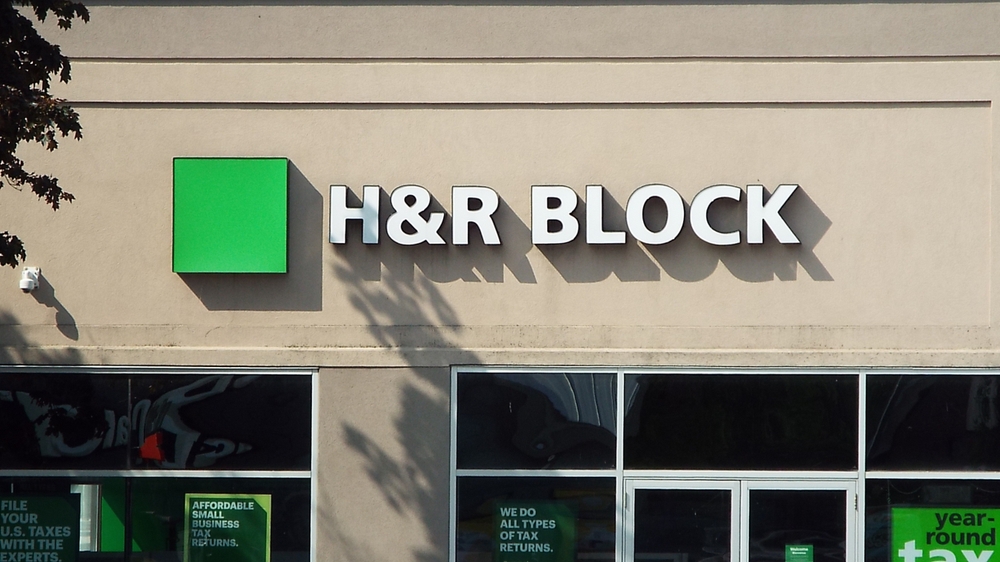 H&R BLOCK
FILE
YOUR
U.S. TAXES
WITH THE
EXPERTS.
AFFORDABLE
SMALL
BUSINESS
TAX
RETURNS.
WE DO
ALL TYPES
OF TAX
RETURNS.
Welcome
year-
round
tax